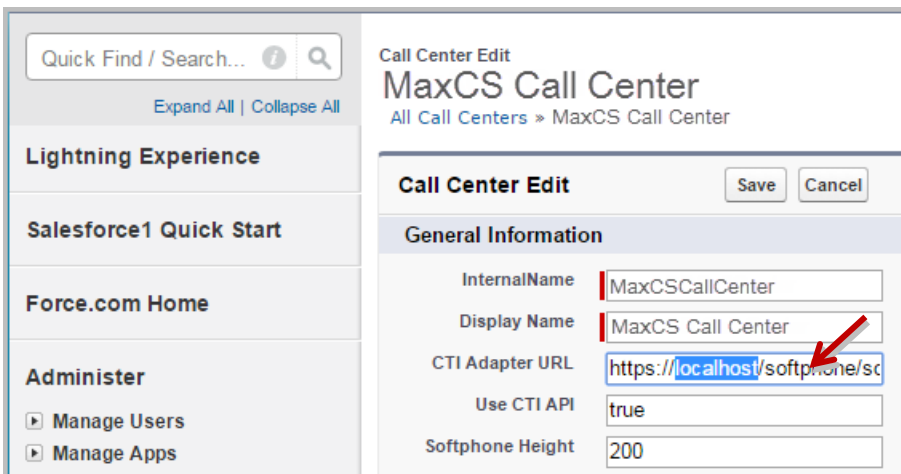 Quick Find / Search...
Expand All | Collapse All
Lightning Experience
Salesforce1 Quick Start
Force.com Home
Administer
Manage Users
Manage Apps
Call Center Edit
MaxCS Call Center
All Call Centers » MaxCS Call Center
Call Center Edit Save Cancel
General Information
InternalName MaxCSCallCenter
Display Name MaxCS Call Center
CTI Adapter URL https://localhost/softphone/sc
Use CTI API true
Softphone Height 200